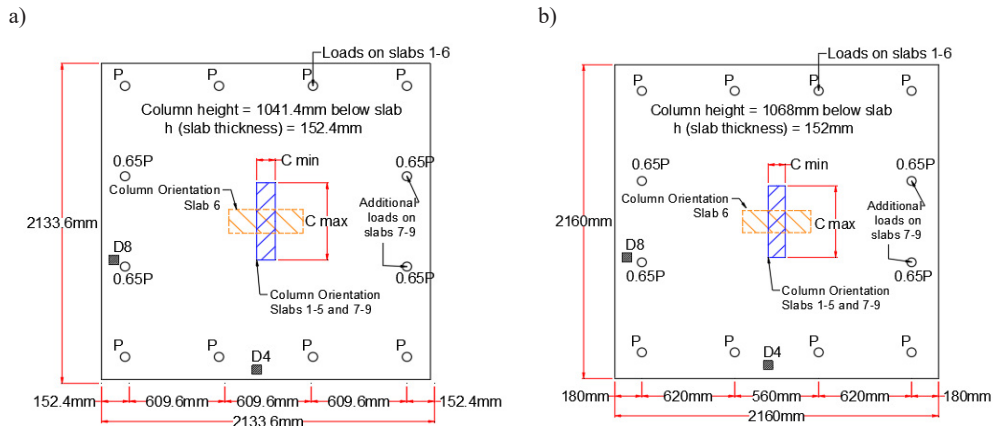 a)
Loads on slabs 1-6
P P P P
Column height = 1041.4mm below slab
h (slab thickness) = 152.4mm
C min
0.65P 0.65P
Column Orientation
Slab 6
Additional
loads on
slabs 7-9
2133.6mm
C max
D8
0.65P 0.65P
Column Orientation
Slabs 1-5 and 7-9
P P P P
D4
152.4mm 609.6mm 609.6mm 609.6mm 152.4mm
2133.6mm
b)
Loads on slabs 1-6
P P P P
Column height = 1068mm below slab
h (slab thickness) = 152mm
C min
0.65P 0.65P
Column Orientation
Slab 6
Additional
loads on
slabs 7-9
2160mm
C max
D8
0.65P 0.65P
Column Orientation
Slabs 1-5 and 7-9
P P P P
D4
180mm 620mm 560mm 620mm 180mm
2160mm